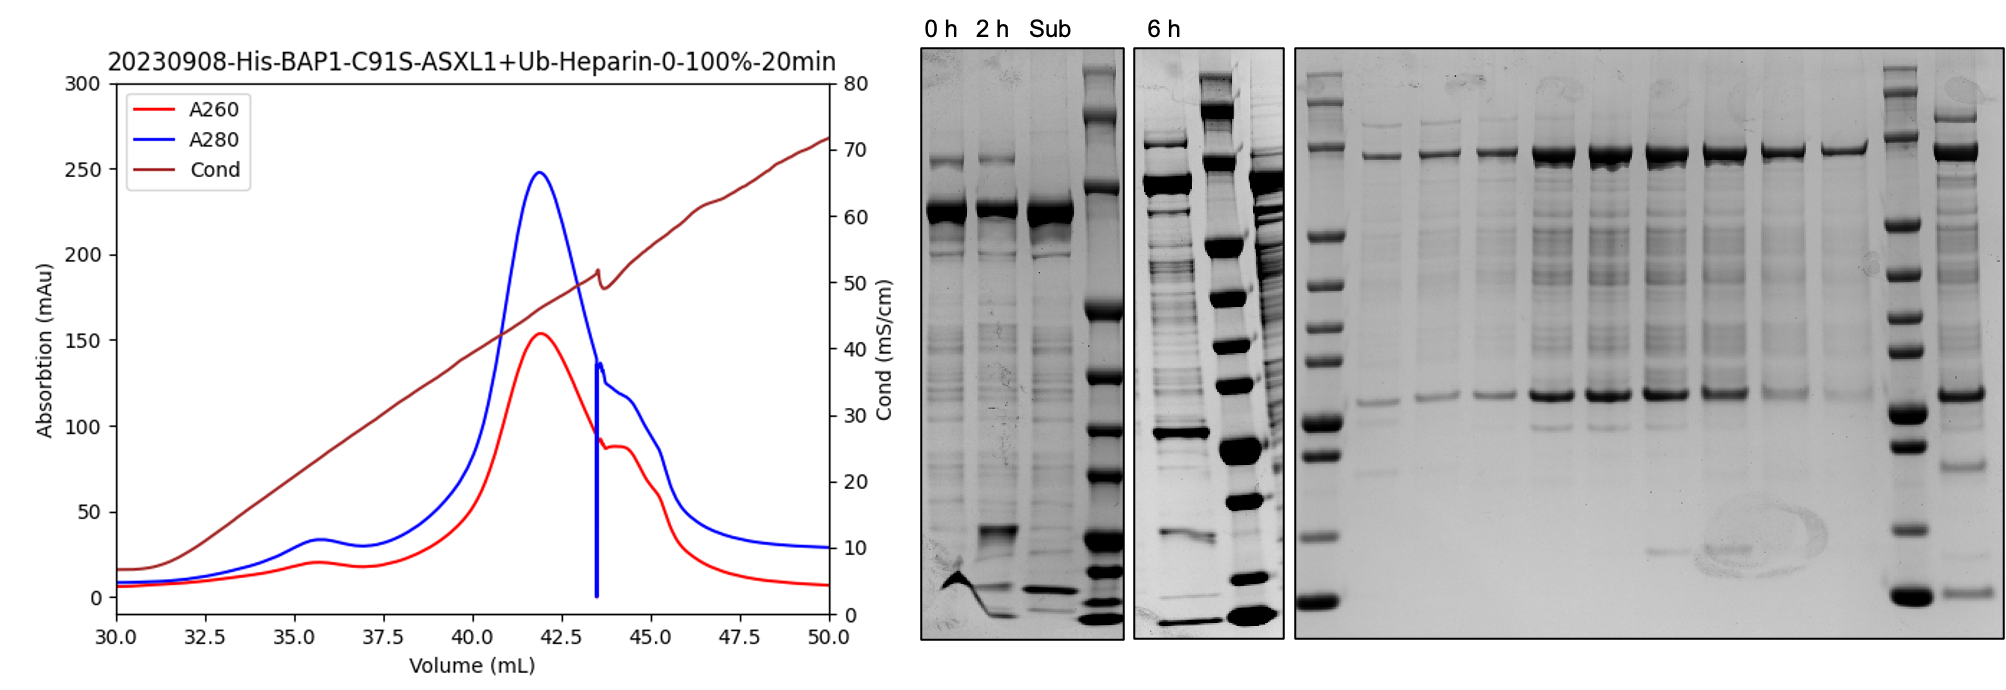 0 h 2 h Sub 6 h
20230908-His-BAP1-C91S-ASXL1+Ub-Heparin-0-100%-20min
A260
A280
Cond
300
250
200
150
100
50
0
Absorbtion (mAu)
80
70
60
50
40
30
20
10
0
Cond (mS/cm)
30.0 32.5 35.0 37.5 40.0 42.5 45.0 47.5 50.0
Volume (mL)